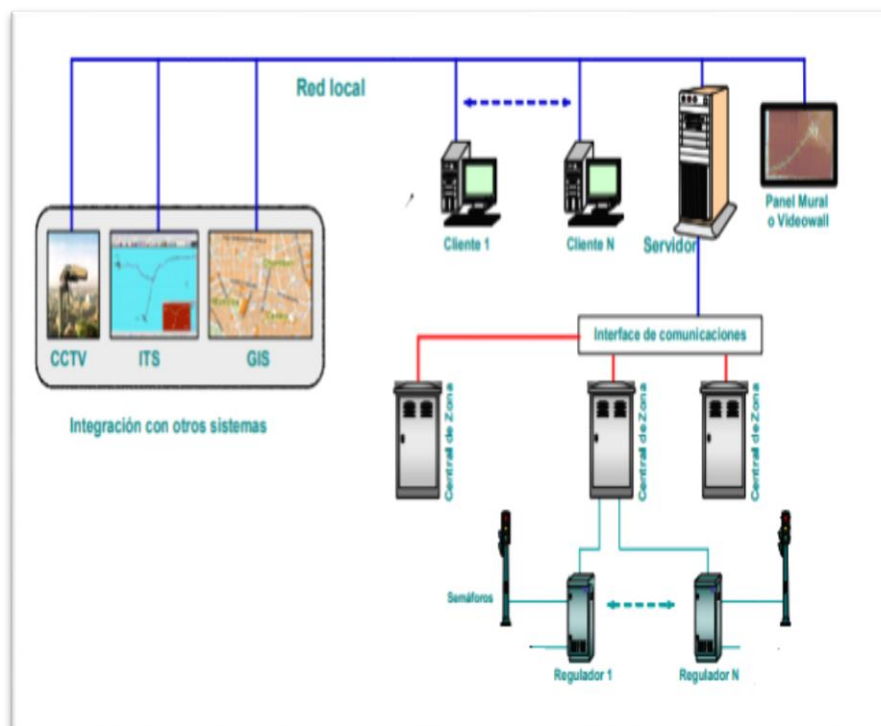 Red local
Cliente 1
Cliente N
Servidor
Panel Mural
o Videowall
CCTV
ITS
GIS
Integración con otros sistemas
Interface de comunicaciones
Central de Zona
Central de Zona
Central de Zona
Semáforos
Regulador 1
Regulador N